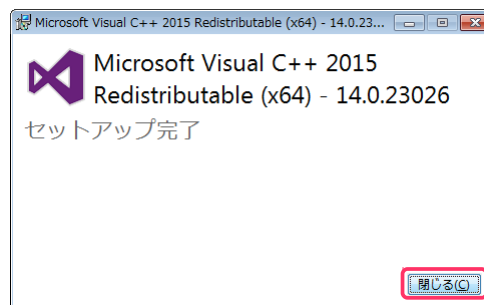 Microsoft Visual C++ 2015 Redistributable (x64) - 14.0.23...
Microsoft Visual C++ 2015
Redistributable (x64) - 14.0.23026
セットアップ完了
閉じる(C)